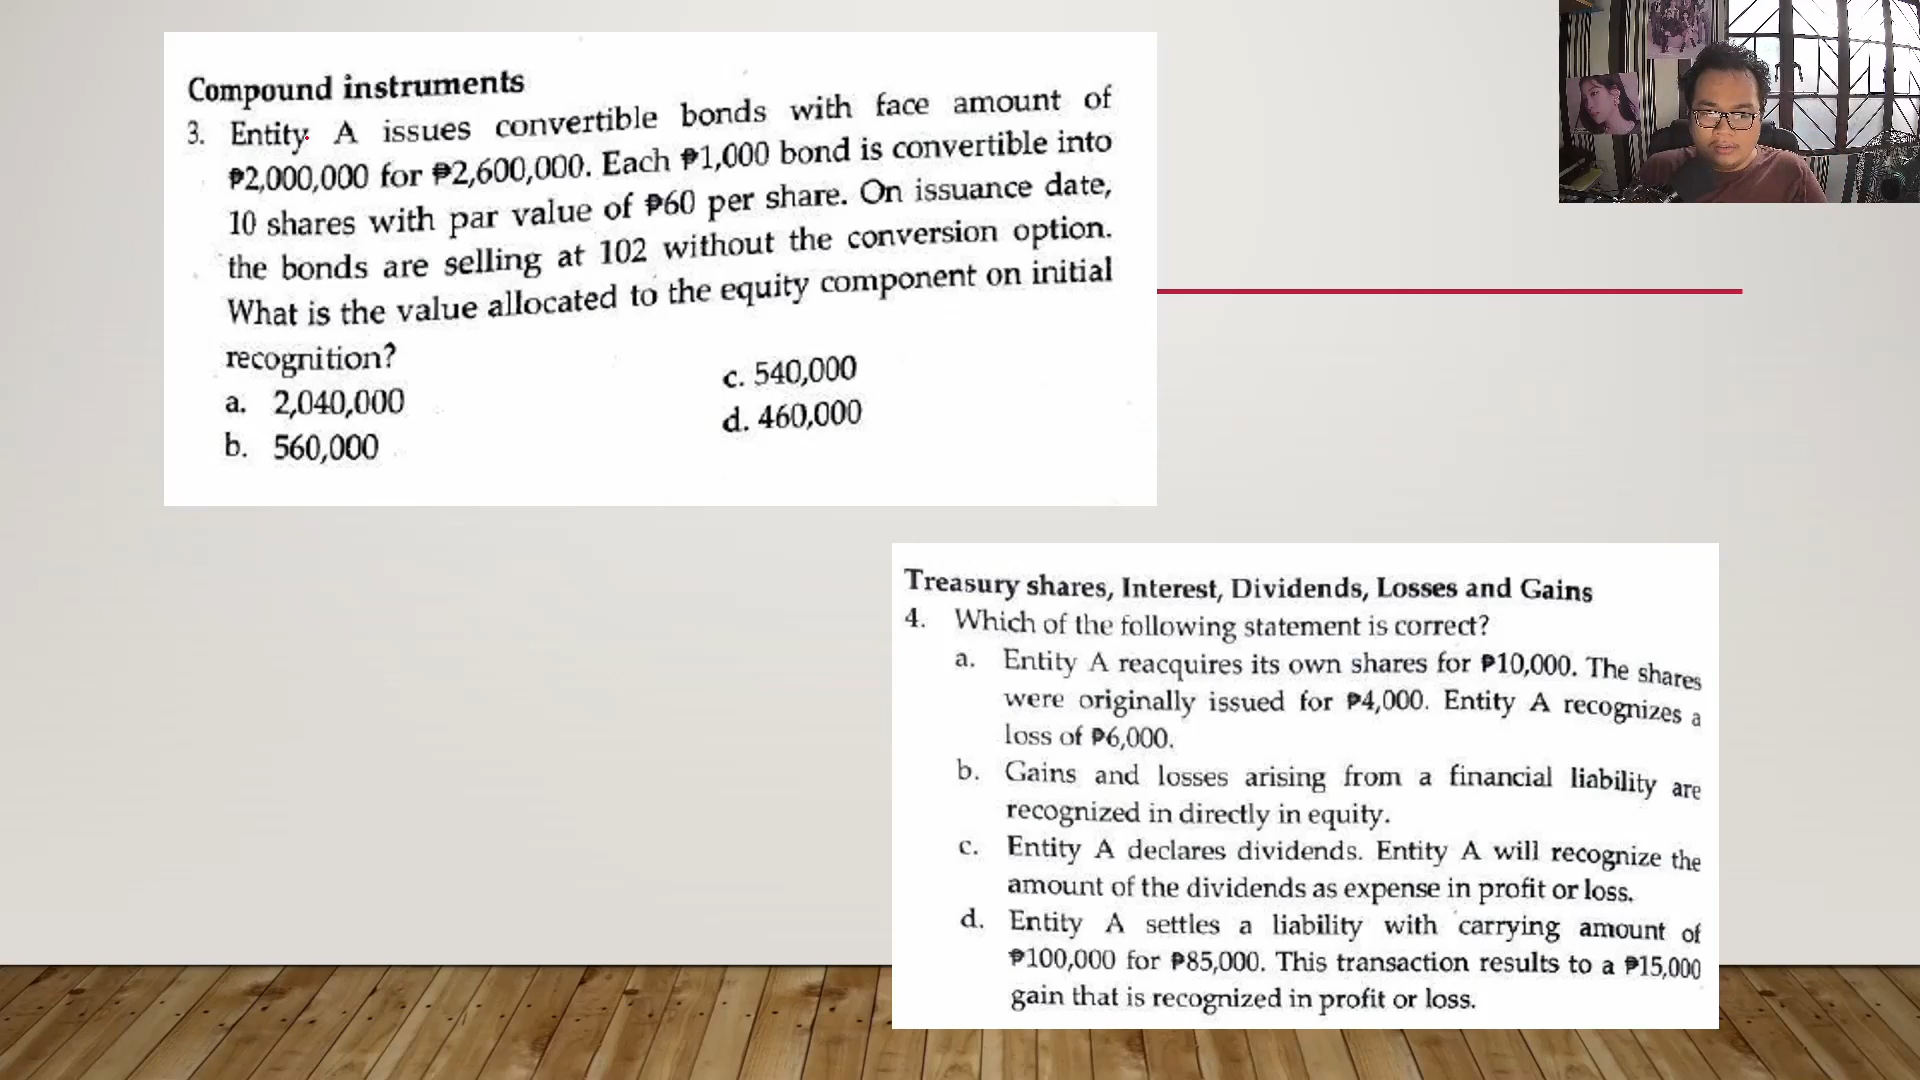 Compound instruments
3. Entity A issues convertible bonds with face amount of
₱2,000,000 for ₱2,600,000. Each ₱1,000 bond is convertible into
10 shares with par value of ₱60 per share. On issuance date,
the bonds are selling at 102 without the conversion option.
What is the value allocated to the equity component on initial
recognition?
a. 2,040,000
b. 560,000
c. 540,000
d. 460,000
Treasury shares, Interest, Dividends, Losses and Gains
4. Which of the following statement is correct?
a. Entity A reacquires its own shares for ₱10,000. The shares
were originally issued for ₱4,000. Entity A recognizes a
loss of ₱6,000.
b. Gains and losses arising from a financial liability are
recognized in directly in equity.
c. Entity A declares dividends. Entity A will recognize the
amount of the dividends as expense in profit or loss.
d. Entity A settles a liability with carrying amount of
₱100,000 for ₱85,000. This transaction results to a ₱15,000
gain that is recognized in profit or loss.